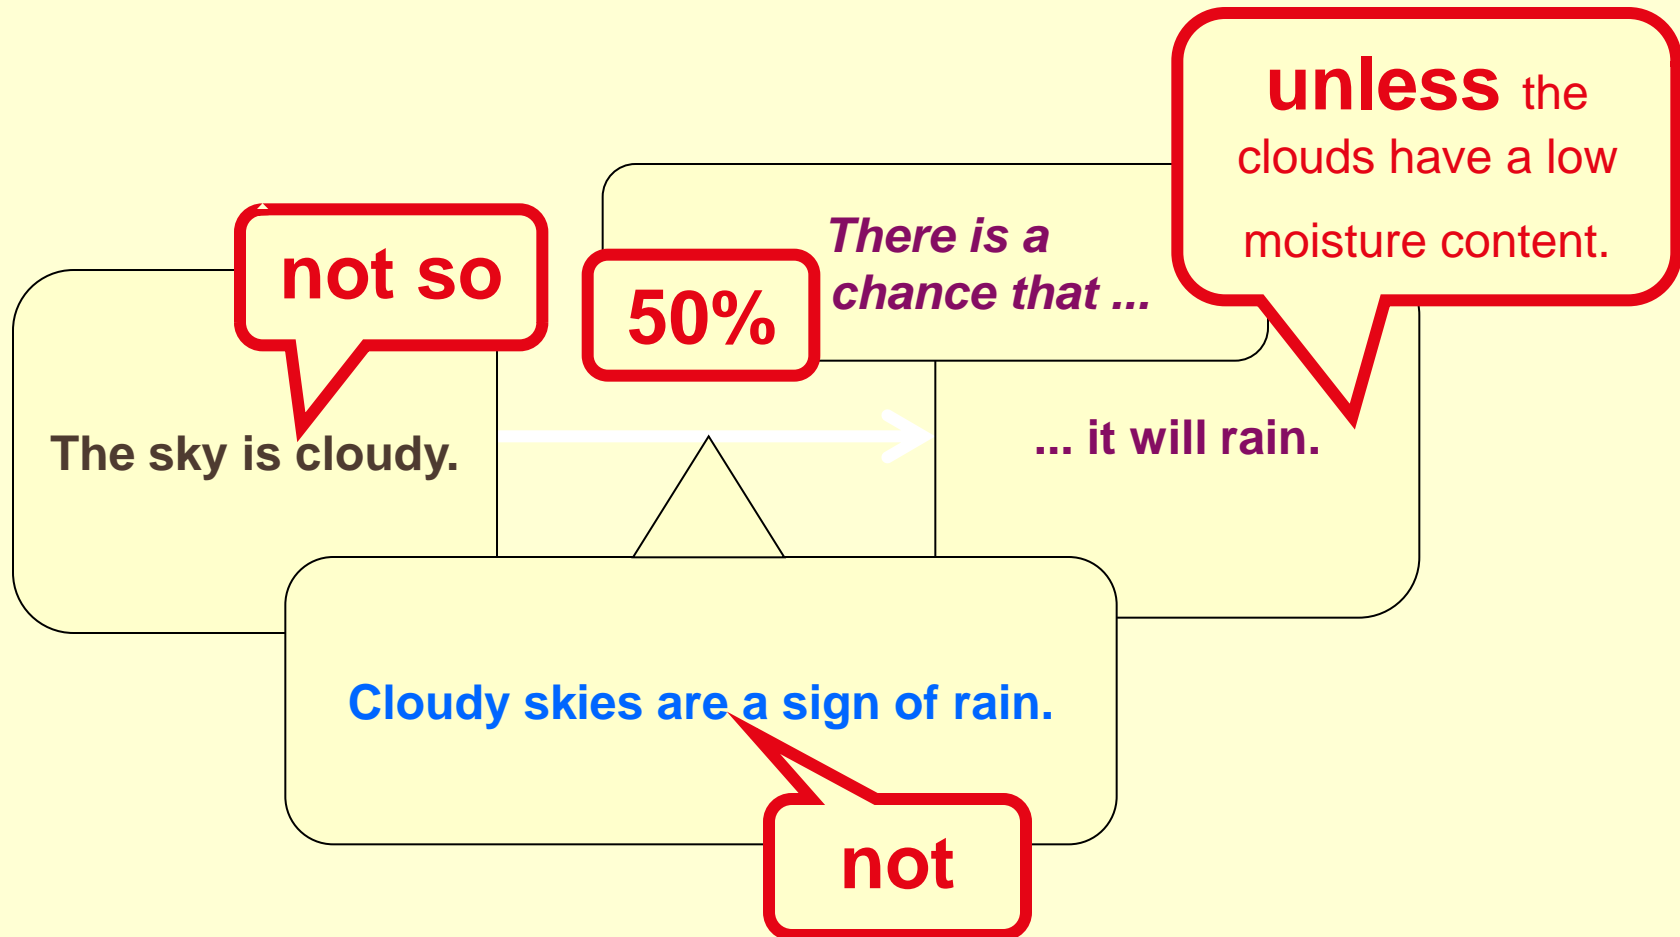 unless the
clouds have a low
moisture content.
There is a
chance that ...
not so
50%
The sky is cloudy.
... it will rain.
Cloudy skies are a sign of rain.
not